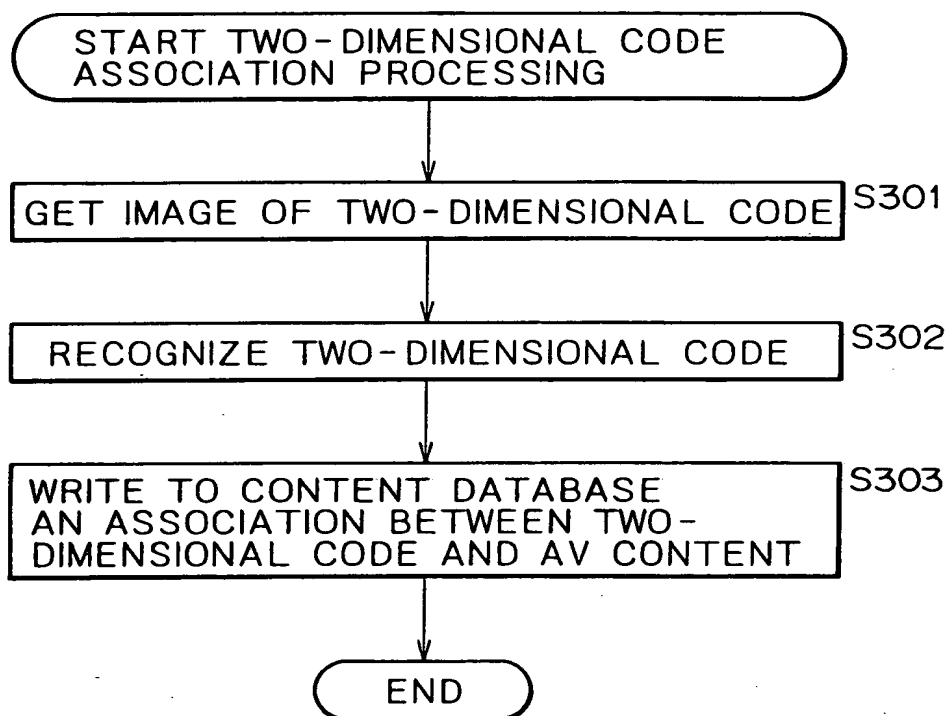 START TWO-DIMENSIONAL CODE
ASSOCIATION PROCESSING
GET IMAGE OF TWO-DIMENSIONAL CODE
S301
RECOGNIZE TWO-DIMENSIONAL CODE
S302
WRITE TO CONTENT DATABASE
AN ASSOCIATION BETWEEN TWO-
DIMENSIONAL CODE AND AV CONTENT
S303
END